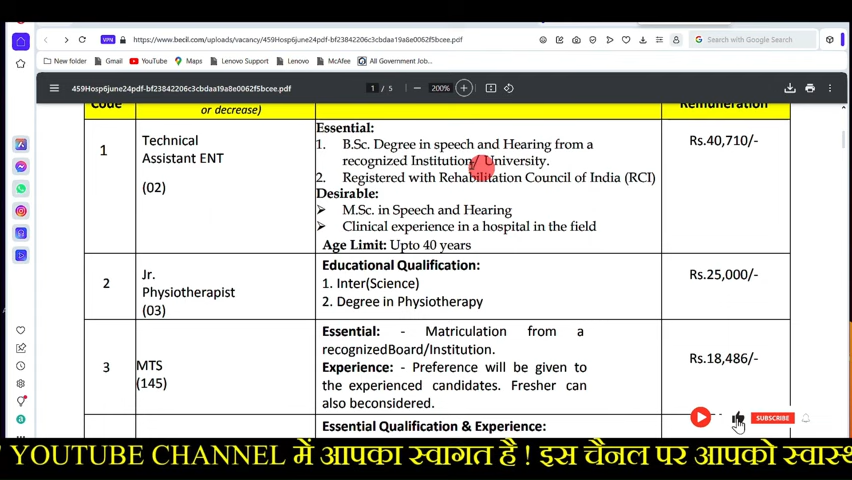 VPN https://www.becil.com/uploads/vacancy/459Hosp6june24pdf-bf23842206c3cbdaa19a8e56d2f5bcee.pdf Search with Google Search
New folder Gmail YouTube Maps Lenovo Support Lenovo McAfee All Government Job...
459Hosp6june24pdf-bf23842206c3cbdaa19a8e56d2f5bcee.pdf 1 / 5 200%
Code or decrease) Remuneration
1
Technical
Assistant ENT
(02)
Essential:
1. B.Sc. Degree in speech and Hearing from a
recognized Institution/ University.
2. Registered with Rehabilitation Council of India (RCI)
Desirable:
➢ M.Sc. in Speech and Hearing
➢ Clinical experience in a hospital in the field
Age Limit: Upto 40 years
Rs.40,710/-
2
Jr.
Physiotherapist
(03)
Educational Qualification:
1. Inter(Science)
2. Degree in Physiotherapy
Rs.25,000/-
3
MTS
(145)
Essential: - Matriculation from a
recognizedBoard/Institution.
Experience: - Preference will be given to
the experienced candidates. Fresher can
also beconsidered.
Rs.18,486/-
Essential Qualification & Experience:
SUBSCRIBE
YOUTUBE CHANNEL में आपका स्वागत है ! इस चैनल पर आपको स्वास्थ